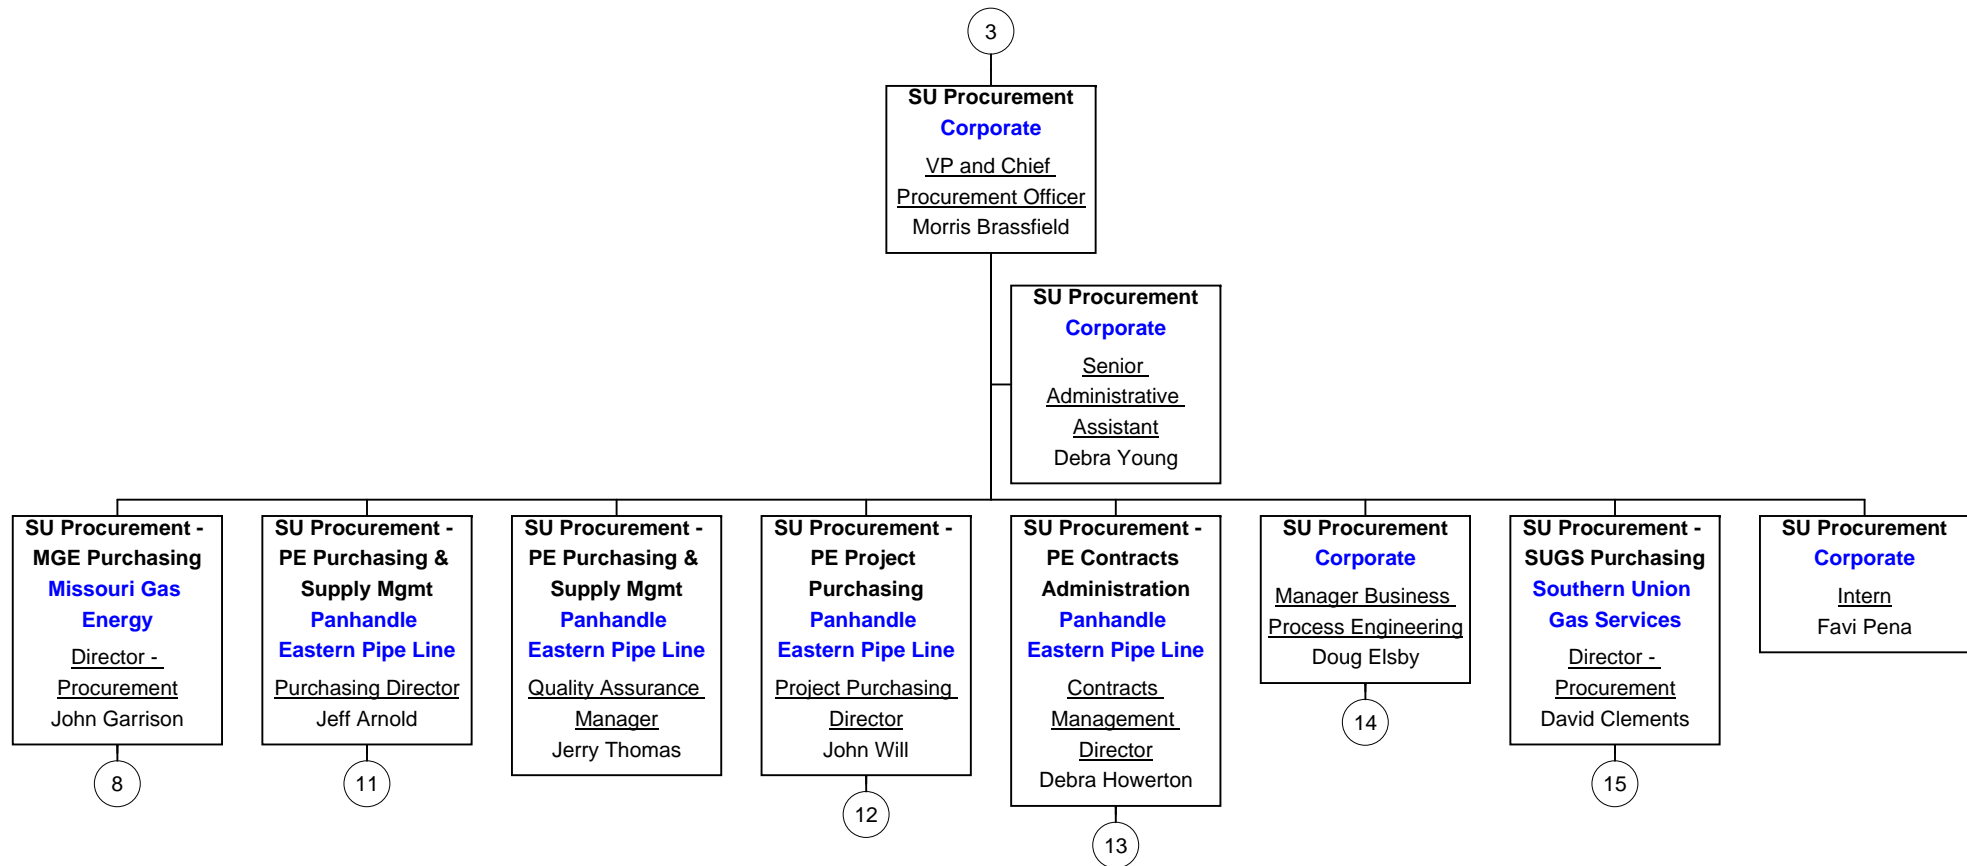 3
SU Procurement
Corporate
VP and Chief
Procurement Officer
Morris Brassfield
SU Procurement
Corporate
Senior
Administrative
Assistant
Debra Young
SU Procurement -
MGE Purchasing
Missouri Gas
Energy
Director -
Procurement
John Garrison
8
SU Procurement -
PE Purchasing &
Supply Mgmt
Panhandle
Eastern Pipe Line
Purchasing Director
Jeff Arnold
11
SU Procurement -
PE Purchasing &
Supply Mgmt
Panhandle
Eastern Pipe Line
Quality Assurance
Manager
Jerry Thomas
SU Procurement -
PE Project
Purchasing
Panhandle
Eastern Pipe Line
Project Purchasing
Director
John Will
12
SU Procurement -
PE Contracts
Administration
Panhandle
Eastern Pipe Line
Contracts
Management
Director
Debra Howerton
13
SU Procurement
Corporate
Manager Business
Process Engineering
Doug Elsby
14
SU Procurement -
SUGS Purchasing
Southern Union
Gas Services
Director -
Procurement
David Clements
15
SU Procurement
Corporate
Intern
Favi Pena